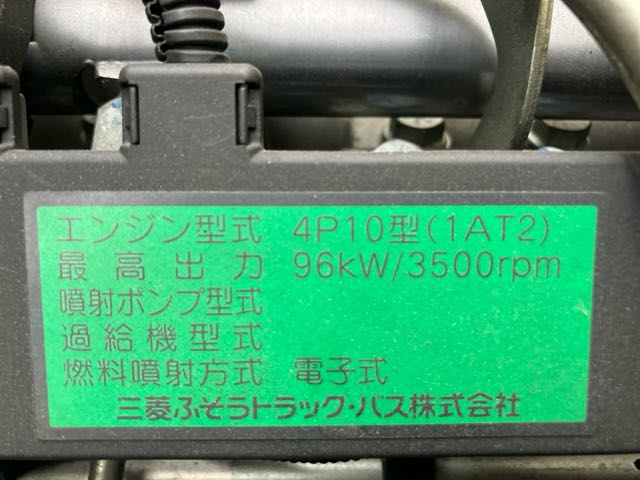 エンジン型式 4P10型(1AT2)
最高出力 96kW/3500rpm
噴射ポンプ型式
過給機型式
燃料噴射方式 電子式
三菱ふそうトラック・バス株式会社